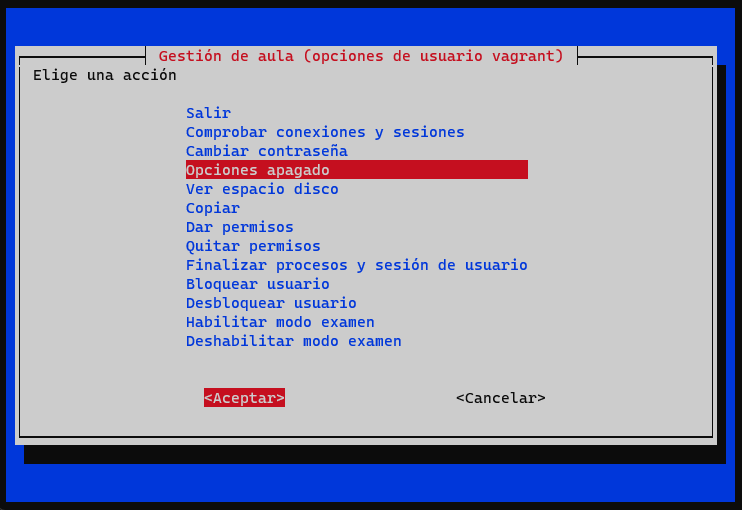 Gestión de aula (opciones de usuario vagrant)
Elige una acción
Salir
Comprobar conexiones y sesiones
Cambiar contraseña
Opciones apagado
Ver espacio disco
Copiar
Dar permisos
Quitar permisos
Finalizar procesos y sesión de usuario
Bloquear usuario
Desbloquear usuario
Habilitar modo examen
Deshabilitar modo examen
<Aceptar> <Cancelar>